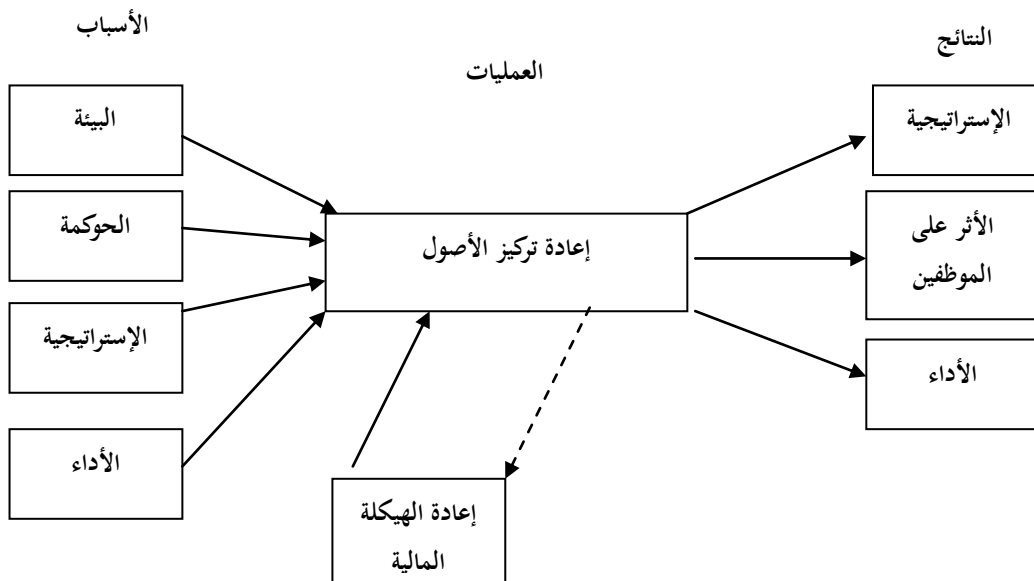 الأسباب
العمليات
النتائج
البيئة
الحوكمة
الإستراتيجية
الأداء
إعادة تركيز الأصول
إعادة الهيكلة
المالية
الإستراتيجية
الأثر على
الموظفين
الأداء